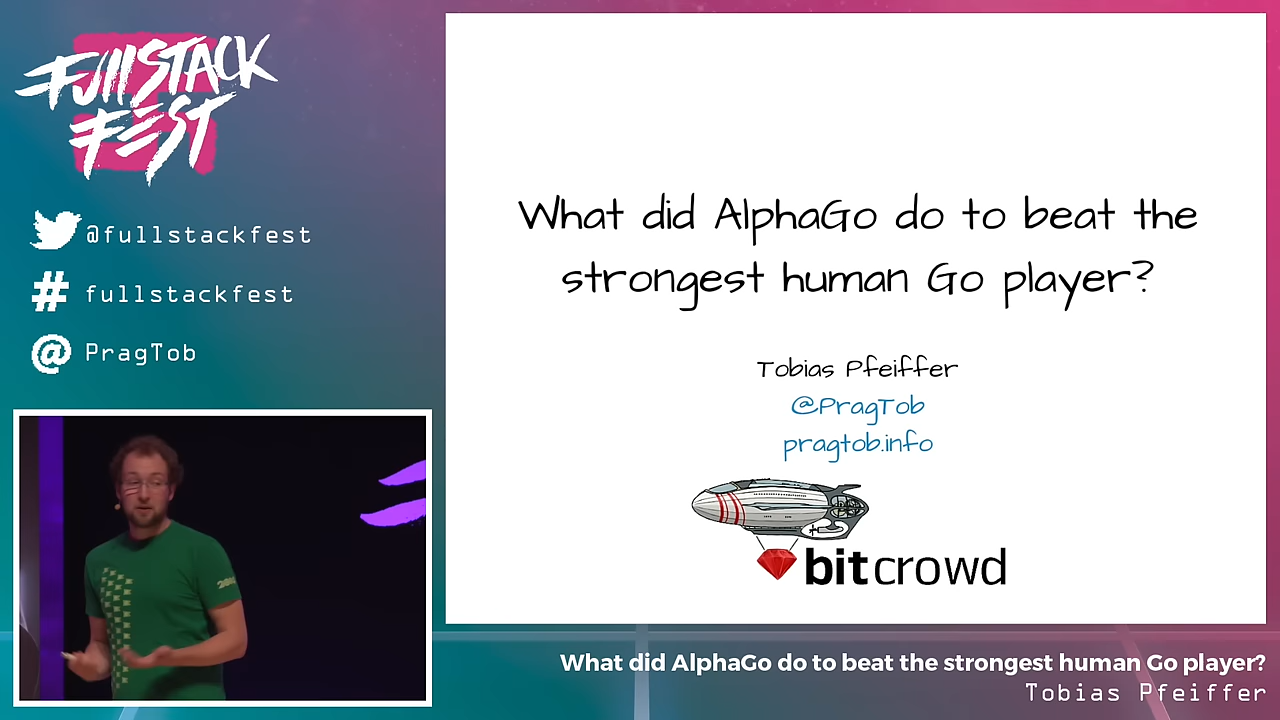 FullSTACK
FEST
@fullstackfest
# fullstackfest
@ PragTob
What did AlphaGo do to beat the
strongest human Go player?
Tobias Pfeiffer
@PragTob
pragtob.info
bitcrowd
What did AlphaGo do to beat the strongest human Go player?
Tobias Pfeiffer